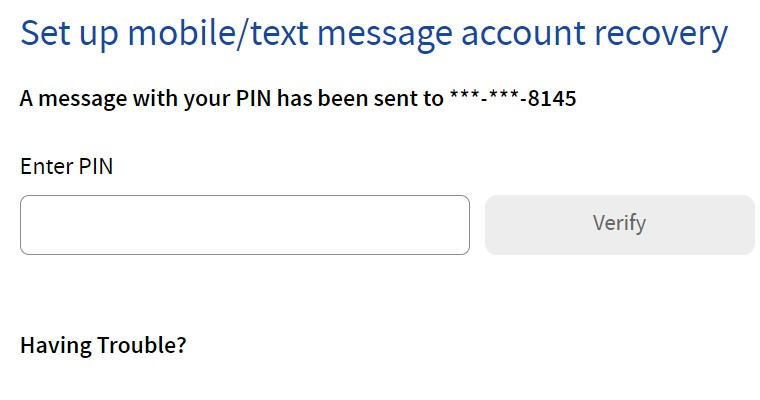 Set up mobile/text message account recovery
A message with your PIN has been sent to ***-***-8145
Enter PIN
Verify
Having Trouble?